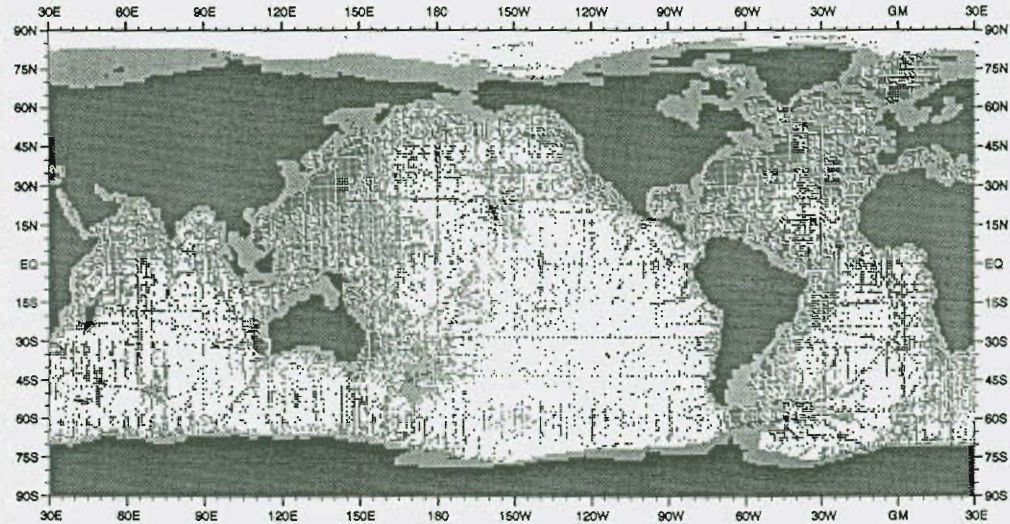 30E 60E 90E 120E 150E 180 150W 120W 90W 60W 30W GM 30E
90N 90N
75N 75N
60N 60N
45N 45N
30N 30N
15N 15N
EQ EQ
15S 15S
30S 30S
45S 45S
60S 60S
75S 75S
90S 90S
30E 60E 90E 120E 150E 180 150W 120W 90W 60W 30W GM 30E